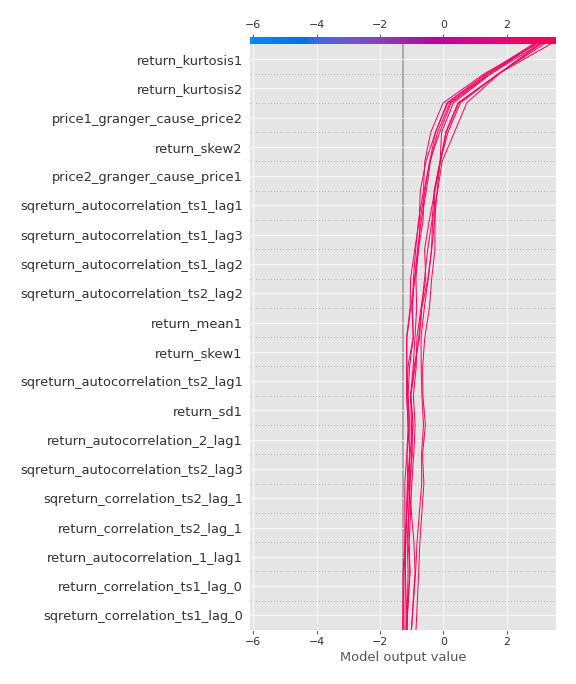 −6 −4 −2 0 2
return_kurtosis1
return_kurtosis2
price1_granger_cause_price2
return_skew2
price2_granger_cause_price1
sqreturn_autocorrelation_ts1_lag1
sqreturn_autocorrelation_ts1_lag3
sqreturn_autocorrelation_ts1_lag2
sqreturn_autocorrelation_ts2_lag2
return_mean1
return_skew1
sqreturn_autocorrelation_ts2_lag1
return_sd1
return_autocorrelation_2_lag1
sqreturn_autocorrelation_ts2_lag3
sqreturn_correlation_ts2_lag_1
return_correlation_ts2_lag_1
return_autocorrelation_1_lag1
return_correlation_ts1_lag_0
sqreturn_correlation_ts1_lag_0
−6 −4 −2 0 2
Model output value